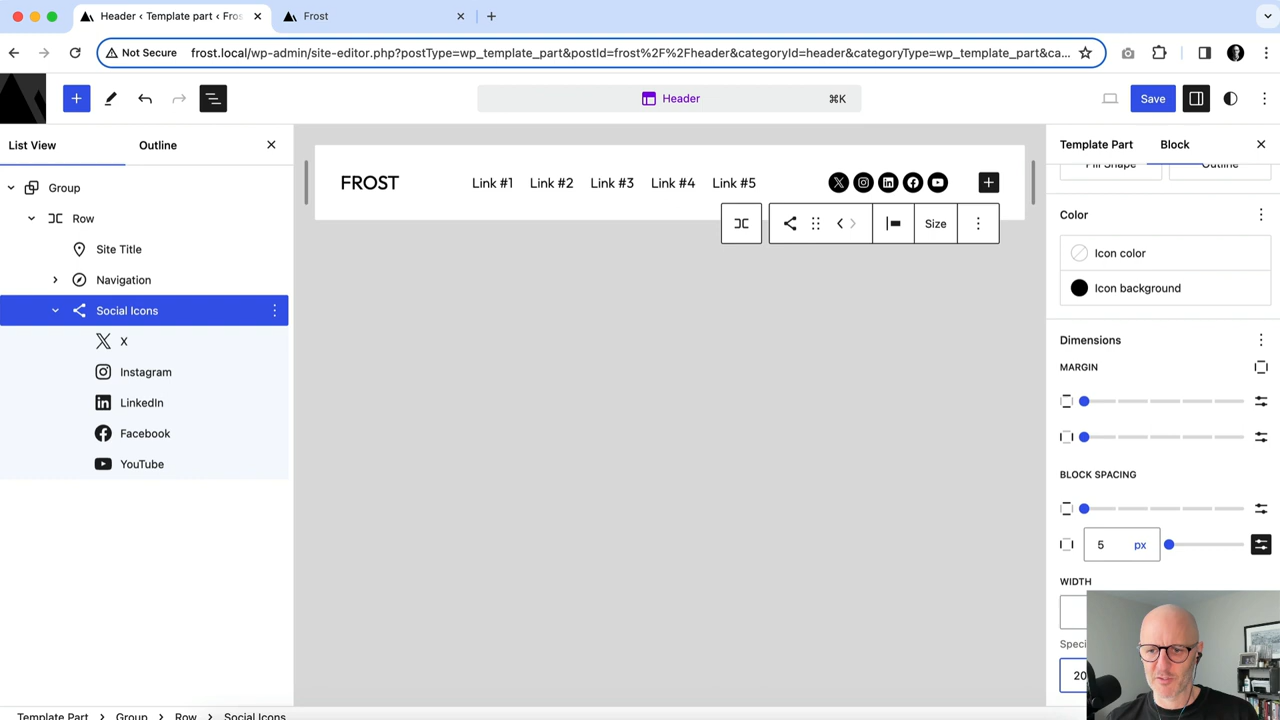 Header ‹ Template part ‹ Fros
Frost
Not Secure
frost.local/wp-admin/site-editor.php?postType=wp_template_part&postId=frost%2F%2Fheader&categoryId=header&categoryType=wp_template_part&ca...
Header
⌘K
Save
List View
Outline
Template Part
Block
Group
Row
Site Title
Navigation
Social Icons
X
Instagram
LinkedIn
Facebook
YouTube
FROST
Link #1
Link #2
Link #3
Link #4
Link #5
Size
Fill Shape
Outline
Color
Icon color
Icon background
Dimensions
MARGIN
BLOCK SPACING
5 px
WIDTH
20
Template Part
Group
Row
Social Icons